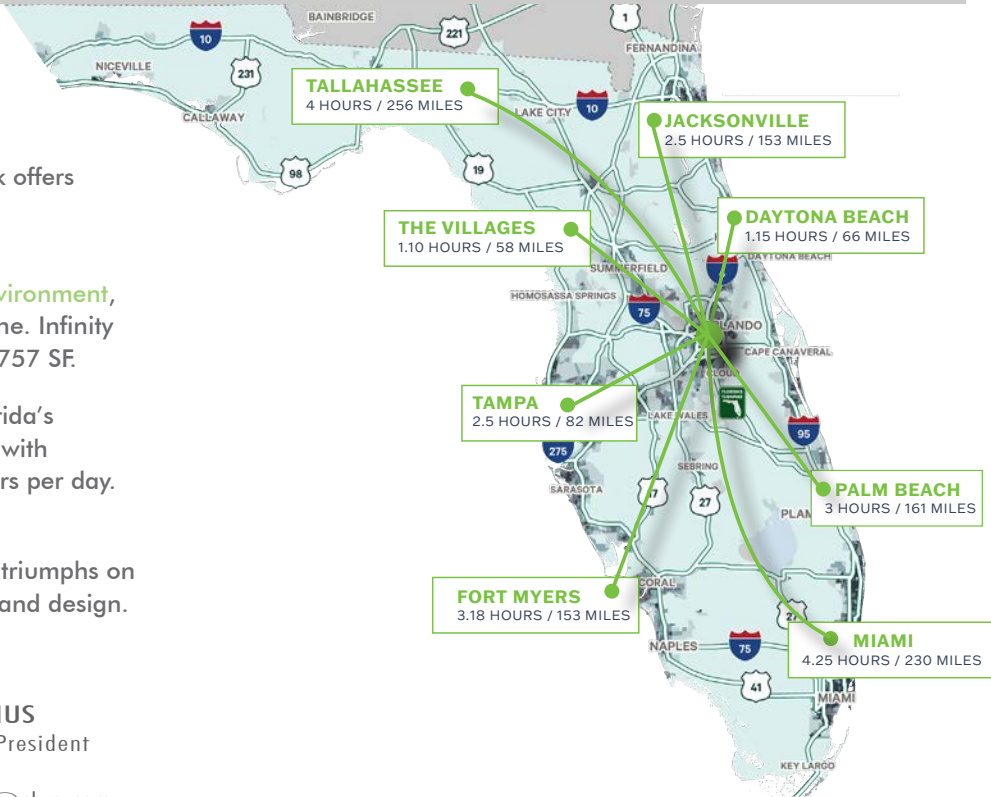 offers
vironment,
ne. Infinity
757 SF.
rida's
with
rs per day.
triumphs on
and design.
President
BAINBRIDGE
221
1
10
FERNANDINA
NICEVILLE
231
TALLAHASSEE
4 HOURS / 256 MILES
LAKE CITY
10
CALLAWAY
JACKSONVILLE
2.5 HOURS / 153 MILES
98
19
THE VILLAGES
1.10 HOURS / 58 MILES
DAYTONA BEACH
1.15 HOURS / 66 MILES
DAYTONA BEACH
SUMMERFIELD
HOMOSASSA SPRINGS
75
LANDO
CAPE CANAVERAL
CLOUD
TAMPA
2.5 HOURS / 82 MILES
LAKE WALES
95
275
SEBRING
SARASOTA
17
27
PALM BEACH
3 HOURS / 161 MILES
PLAM
CORAL
FORT MYERS
3.18 HOURS / 153 MILES
27
MIAMI
4.25 HOURS / 230 MILES
NAPLES
75
41
MIAMI
KEY LARGO